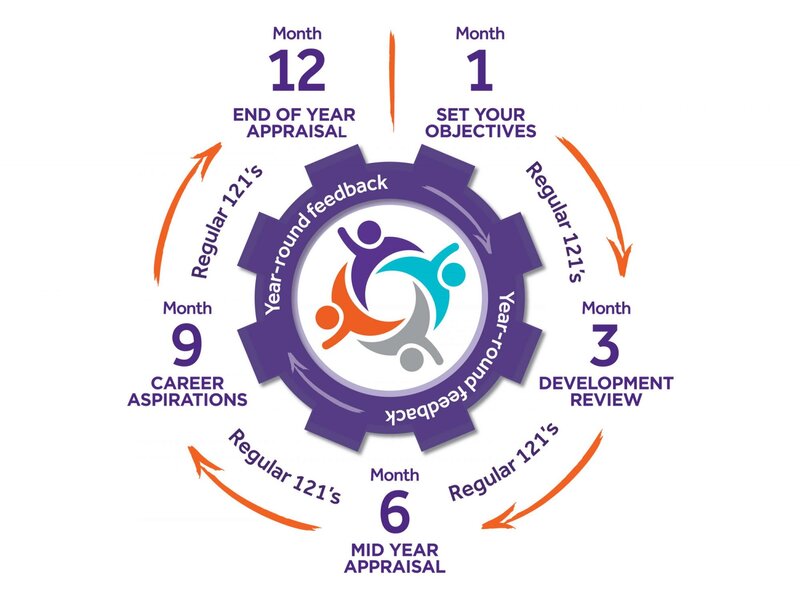 Month
12
END OF YEAR
APPRAISAL
Month
1
SET YOUR
OBJECTIVES
Regular 121's
Month
3
DEVELOPMENT
REVIEW
Regular 121's
Month
6
MID YEAR
APPRAISAL
Regular 121's
Month
9
CAREER
ASPIRATIONS
Regular 121's
Year-round feedback
Year-round feedback